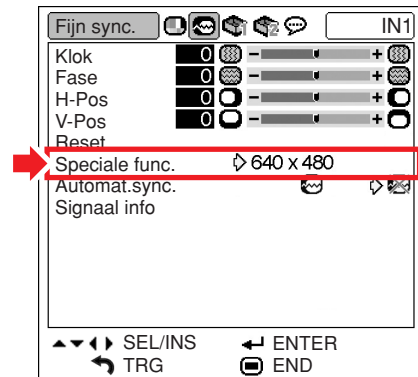 Fijn sync. IN1
Klok 0 - +
Fase 0 - +
H-Pos 0 - +
V-Pos 0 - +
Reset
Speciale func. 640 x 480
Automat.sync.
Signaal info
SEL/INS ENTER
TRG END